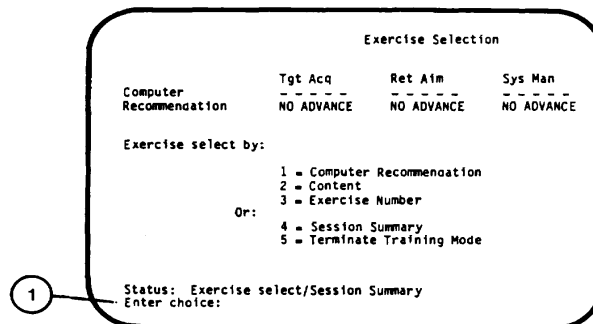 Exercise Selection
Tgt Acq Ret Aim Sys Man
Computer - - - - - - - - - - - - - - -
Recommendation NO ADVANCE NO ADVANCE NO ADVANCE
Exercise select by:
1 = Computer Recommendation
2 = Content
3 = Exercise Number
Or:
4 = Session Summary
5 = Terminate Training Mode
Status: Exercise select/Session Summary
1 Enter choice: